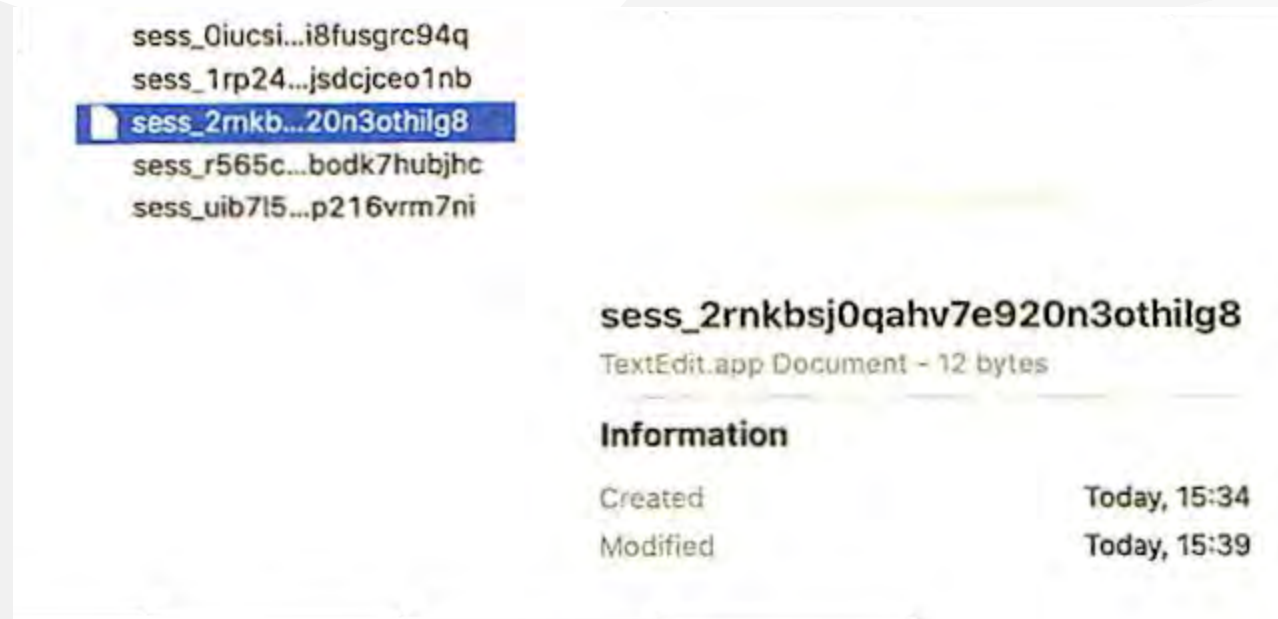 sess_0iucsi...i8fusgrc94q
sess_1rp24...jsdcjceo1nb
sess_2rnkb...20n3othilg8
sess_r565c...bodk7hubjhc
sess_uib7l5...p216vrm7ni
sess_2rnkbsj0qahv7e920n3othilg8
TextEdit.app Document - 12 bytes
Information
Created Today, 15:34
Modified Today, 15:39